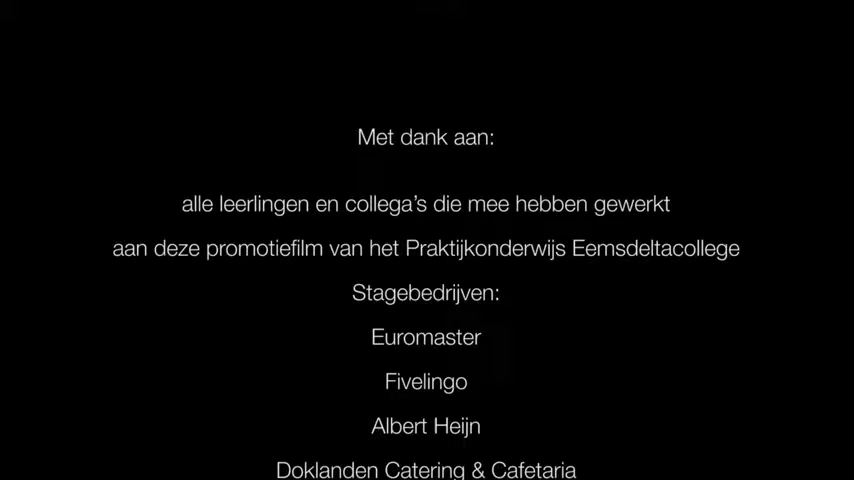 Met dank aan:
alle leerlingen en collega's die mee hebben gewerkt
aan deze promotiefilm van het Praktijkonderwijs Eemsdeltacollege
Stagebedrijven:
Euromaster
Fivelingo
Albert Heijn
Doklanden Catering & Cafetaria